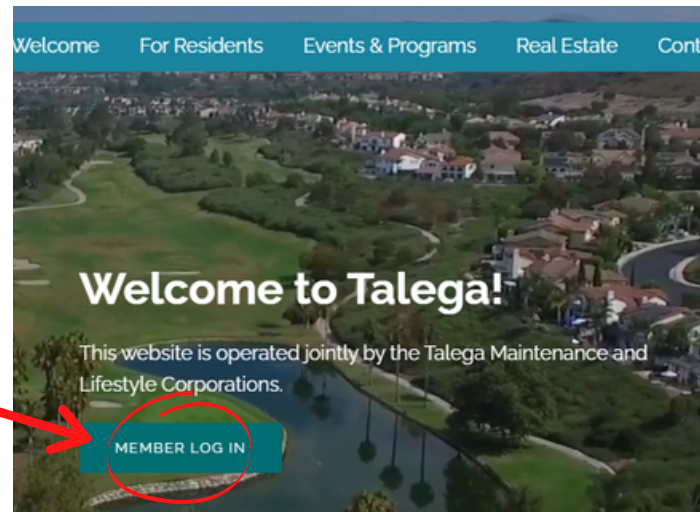 Welcome For Residents Events & Programs Real Estate Cont
Welcome to Talega!
This website is operated jointly by the Talega Maintenance and
Lifestyle Corporations.
MEMBER LOG IN